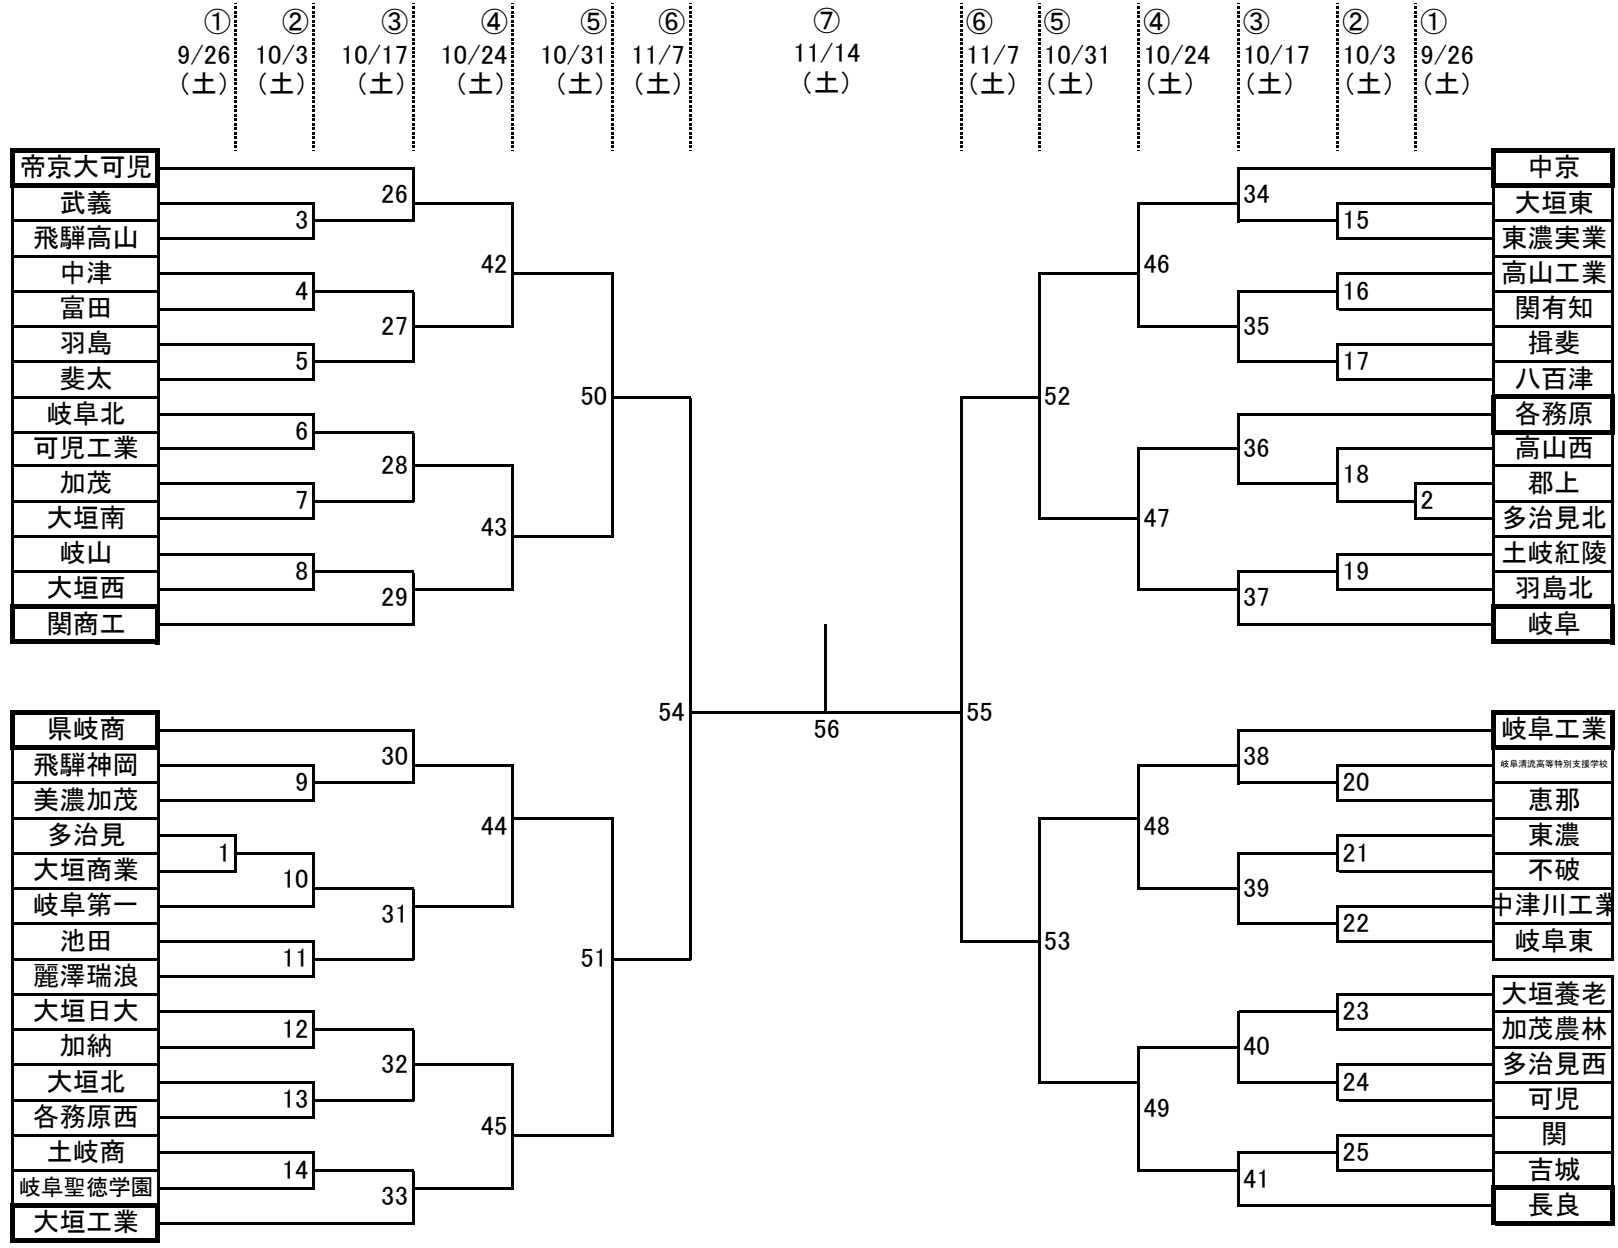 ① ② ③ ④ ⑤ ⑥ ⑦ ⑥ ⑤ ④ ③ ② ①
9/26 10/3 10/17 10/24 10/31 11/7 11/14 11/7 10/31 10/24 10/17 10/3 9/26
(土) (土) (土) (土) (土) (土) (土) (土) (土) (土) (土) (土) (土)
帝京大可児
武義
飛騨高山
中津
富田
羽島
斐太
岐阜北
可児工業
加茂
大垣南
岐山
大垣西
関商工
県岐商
飛騨神岡
美濃加茂
多治見
大垣商業
岐阜第一
池田
麗澤瑞浪
大垣日大
加納
大垣北
各務原西
土岐商
岐阜聖徳学園
大垣工業
1
3
4
5
6
7
8
9
10
11
12
13
14
26
27
28
29
30
31
32
33
42
43
44
45
50
51
54
56
55
52
53
46
47
48
49
34
35
36
37
38
39
40
41
15
16
17
18
19
20
21
22
23
24
25
2
中京
大垣東
東濃実業
高山工業
関有知
揖斐
八百津
各務原
高山西
郡上
多治見北
土岐紅陵
羽島北
岐阜
岐阜工業
岐阜清流高等特別支援学校
恵那
東濃
不破
中津川工業
岐阜東
大垣養老
加茂農林
多治見西
可児
関
吉城
長良